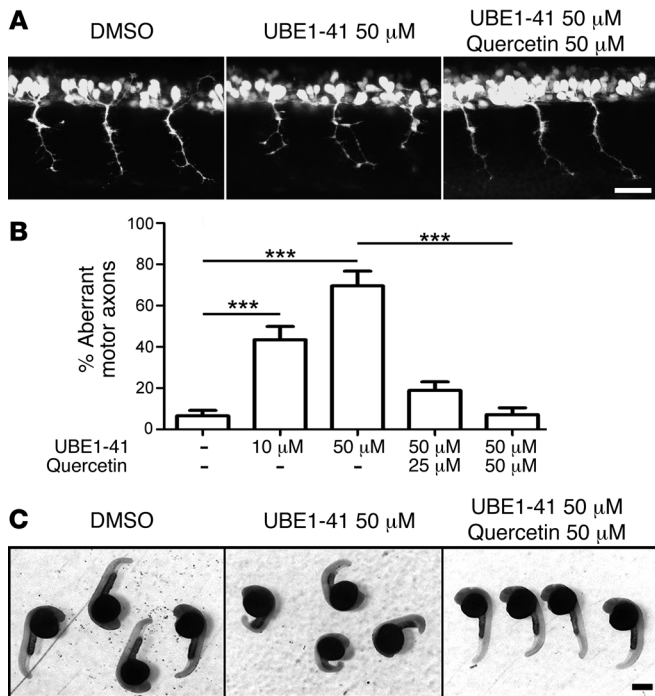 A
DMSO
UBE1-41 50 μM
UBE1-41 50 μM
Quercetin 50 μM
B
% Aberrant
motor axons
100
80
60
40
20
0
***
***
***
UBE1-41 - 10 μM 50 μM 50 μM 50 μM
Quercetin - - - 25 μM 50 μM
C
DMSO
UBE1-41 50 μM
UBE1-41 50 μM
Quercetin 50 μM